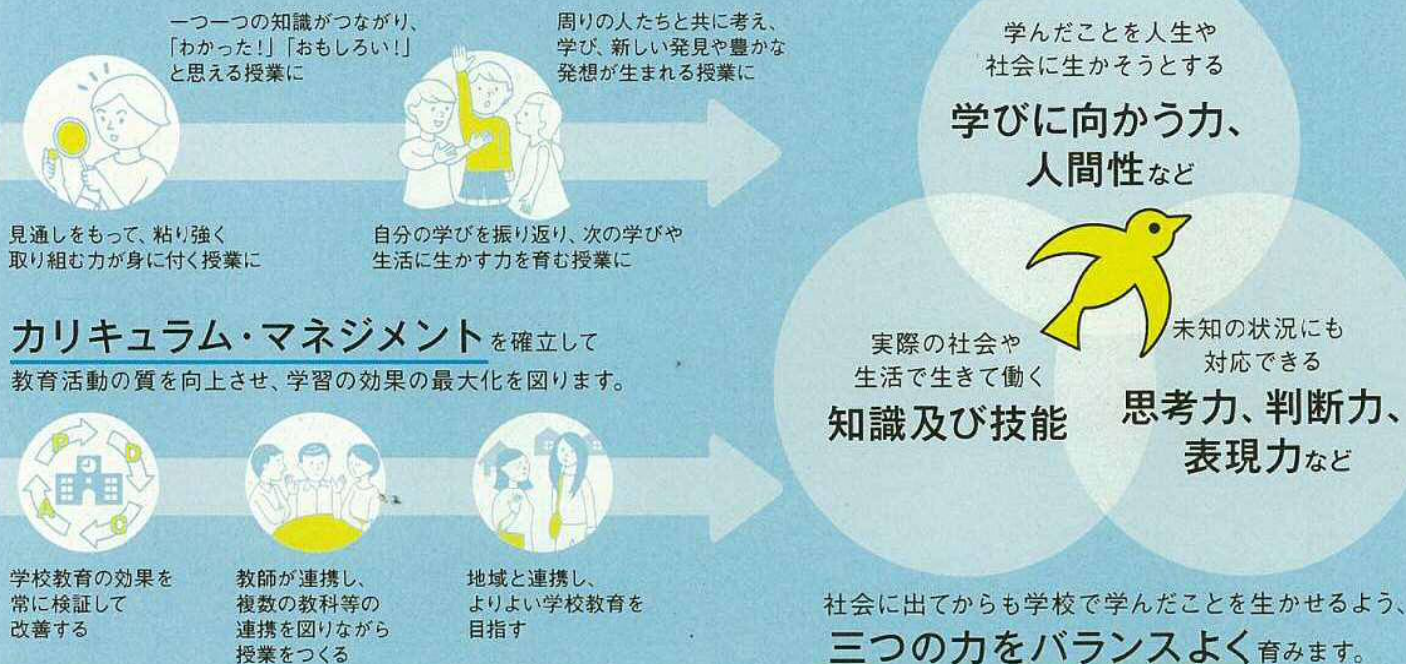 一つ一つの知識がつながり、
「わかった!」「おもしろい!」
と思える授業に
周りの人たちと共に考え、
学び、新しい発見や豊かな
発想が生まれる授業に
見通しをもって、粘り強く
取り組む力が身に付く授業に
自分の学びを振り返り、次の学びや
生活に生かす力を育む授業に
カリキュラム・マネジメントを確立して
教育活動の質を向上させ、学習の効果の最大化を図ります。
P
D
C
A
学校教育の効果を
常に検証して
改善する
教師が連携し、
複数の教科等の
連携を図りながら
授業をつくる
地域と連携し、
よりよい学校教育を
目指す
学んだことを人生や
社会に生かそうとする
学びに向かう力、
人間性など
実際の社会や
生活で生きて働く
知識及び技能
未知の状況にも
対応できる
思考力、判断力、
表現力など
社会に出てからも学校で学んだことを生かせるよう、
三つの力をバランスよく育みます。